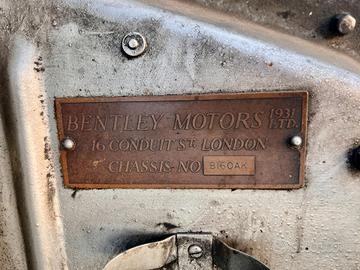 BENTLEY MOTORS (1931) LTD.
16 CONDUIT ST. LONDON
CHASSIS-NO B160AK